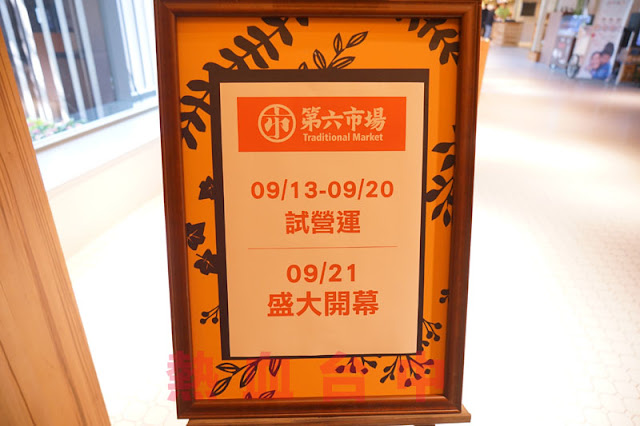 第六市場
Traditional Market
09/13-09/20
試營運
09/21
盛大開幕
熱血台中